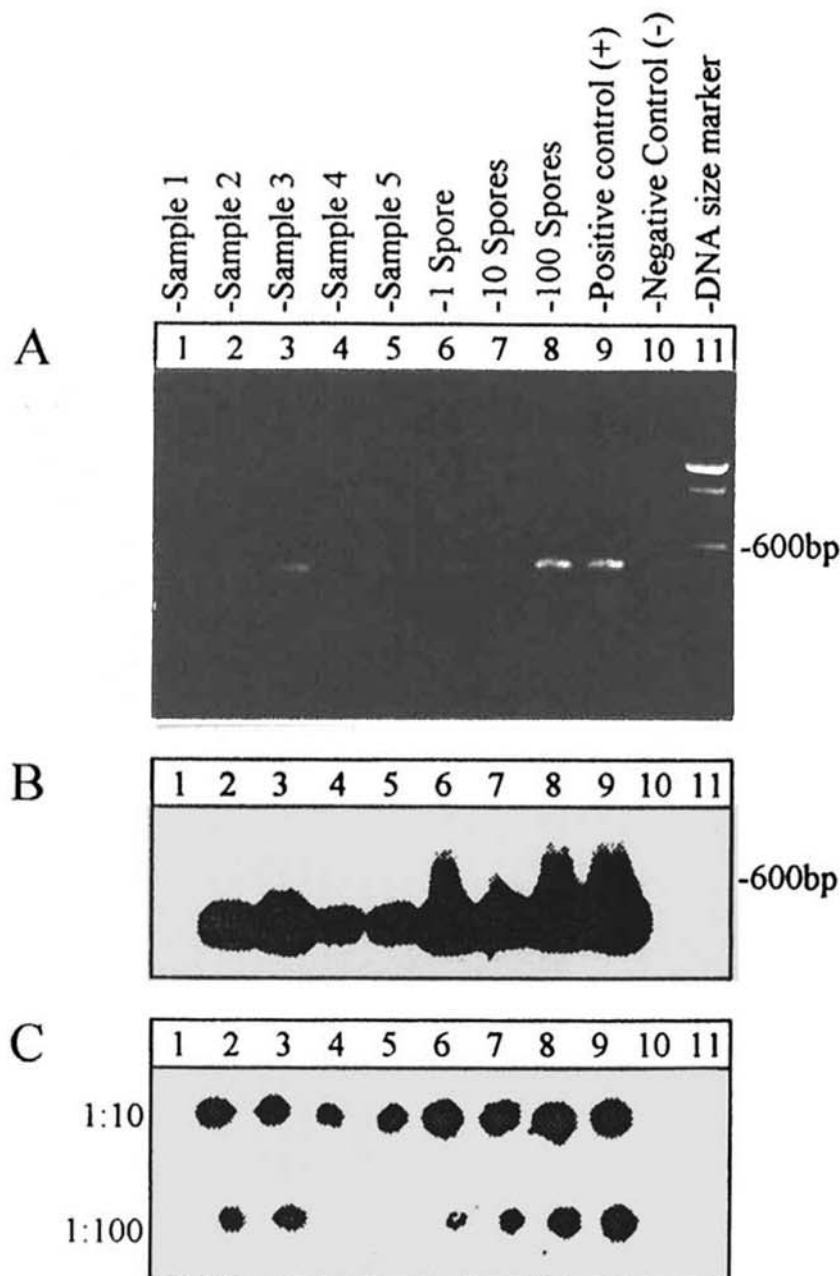 -Sample 1
-Sample 2
-Sample 3
-Sample 4
-Sample 5
-1 Spore
-10 Spores
-100 Spores
-Positive control (+)
-Negative Control (-)
-DNA size marker
A
1 2 3 4 5 6 7 8 9 10 11
-600bp
B
1 2 3 4 5 6 7 8 9 10 11
-600bp
C
1 2 3 4 5 6 7 8 9 10 11
1:10
1:100